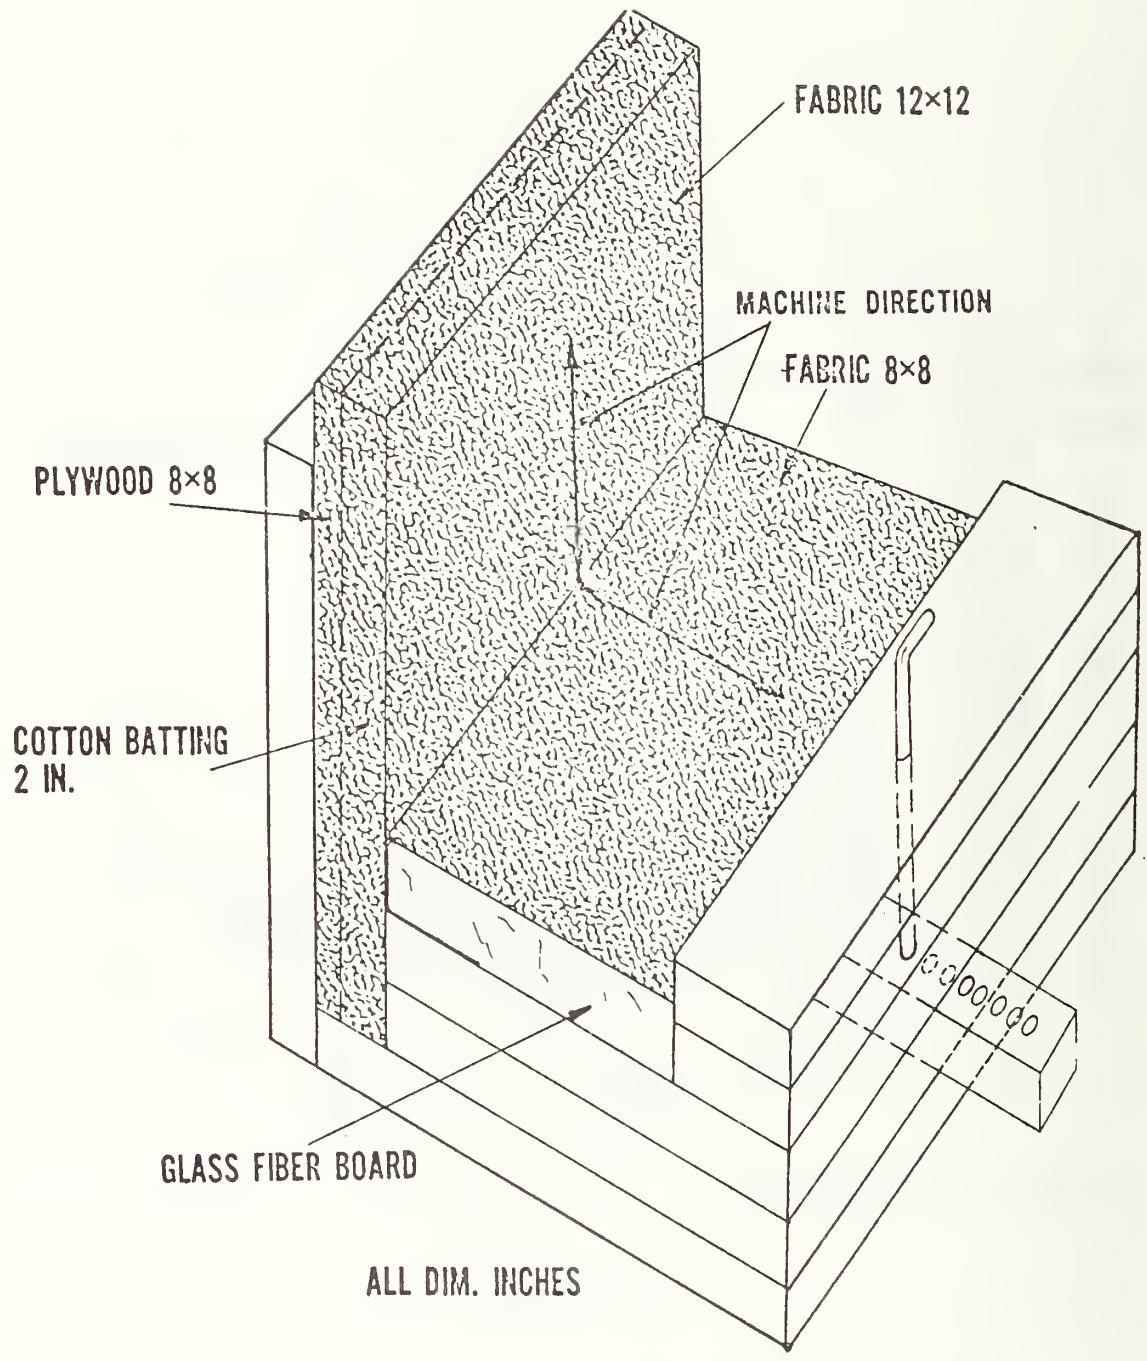 FABRIC 12×12
MACHINE DIRECTION
FABRIC 8×8
PLYWOOD 8×8
COTTON BATTING
2 IN.
GLASS FIBER BOARD
ALL DIM. INCHES